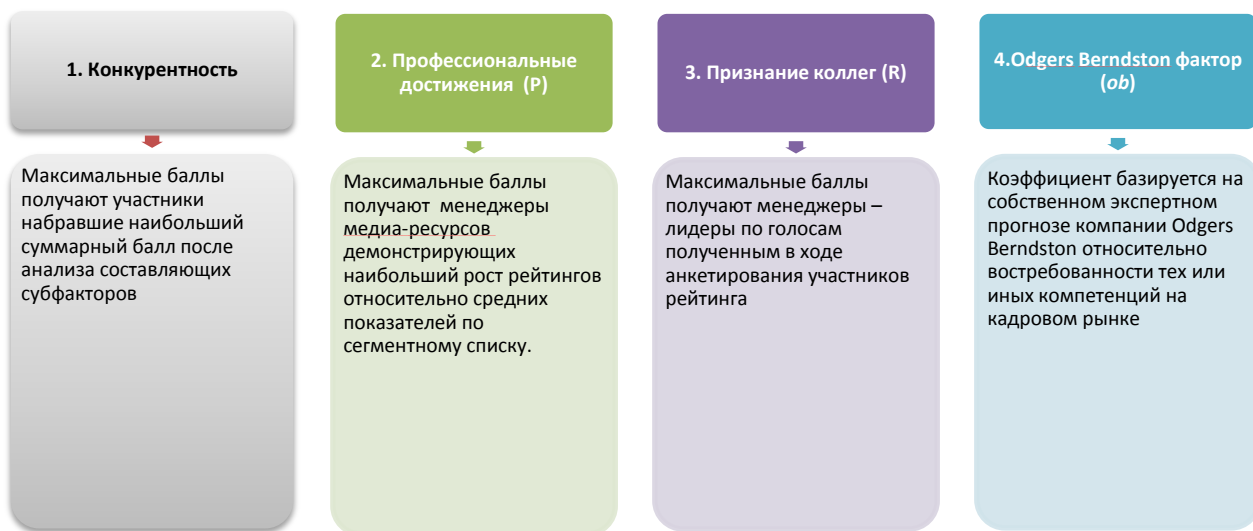 1. Конкурентность
Максимальные баллы
получают участники
набравшие наибольший
суммарный балл после
анализа составляющих
субфакторов
2. Профессиональные
достижения (P)
Максимальные баллы
получают менеджеры
медиа-ресурсов
демонстрирующих
наибольший рост рейтингов
относительно средних
показателей по
сегментному списку.
3. Признание коллег (R)
Максимальные баллы
получают менеджеры –
лидеры по голосам
полученным в ходе
анкетирования участников
рейтинга
4.Odgers Berndston фактор
(ob)
Коэффициент базируется на
собственном экспертном
прогнозе компании Odgers
Berndston относительно
востребованности тех или
иных компетенций на
кадровом рынке